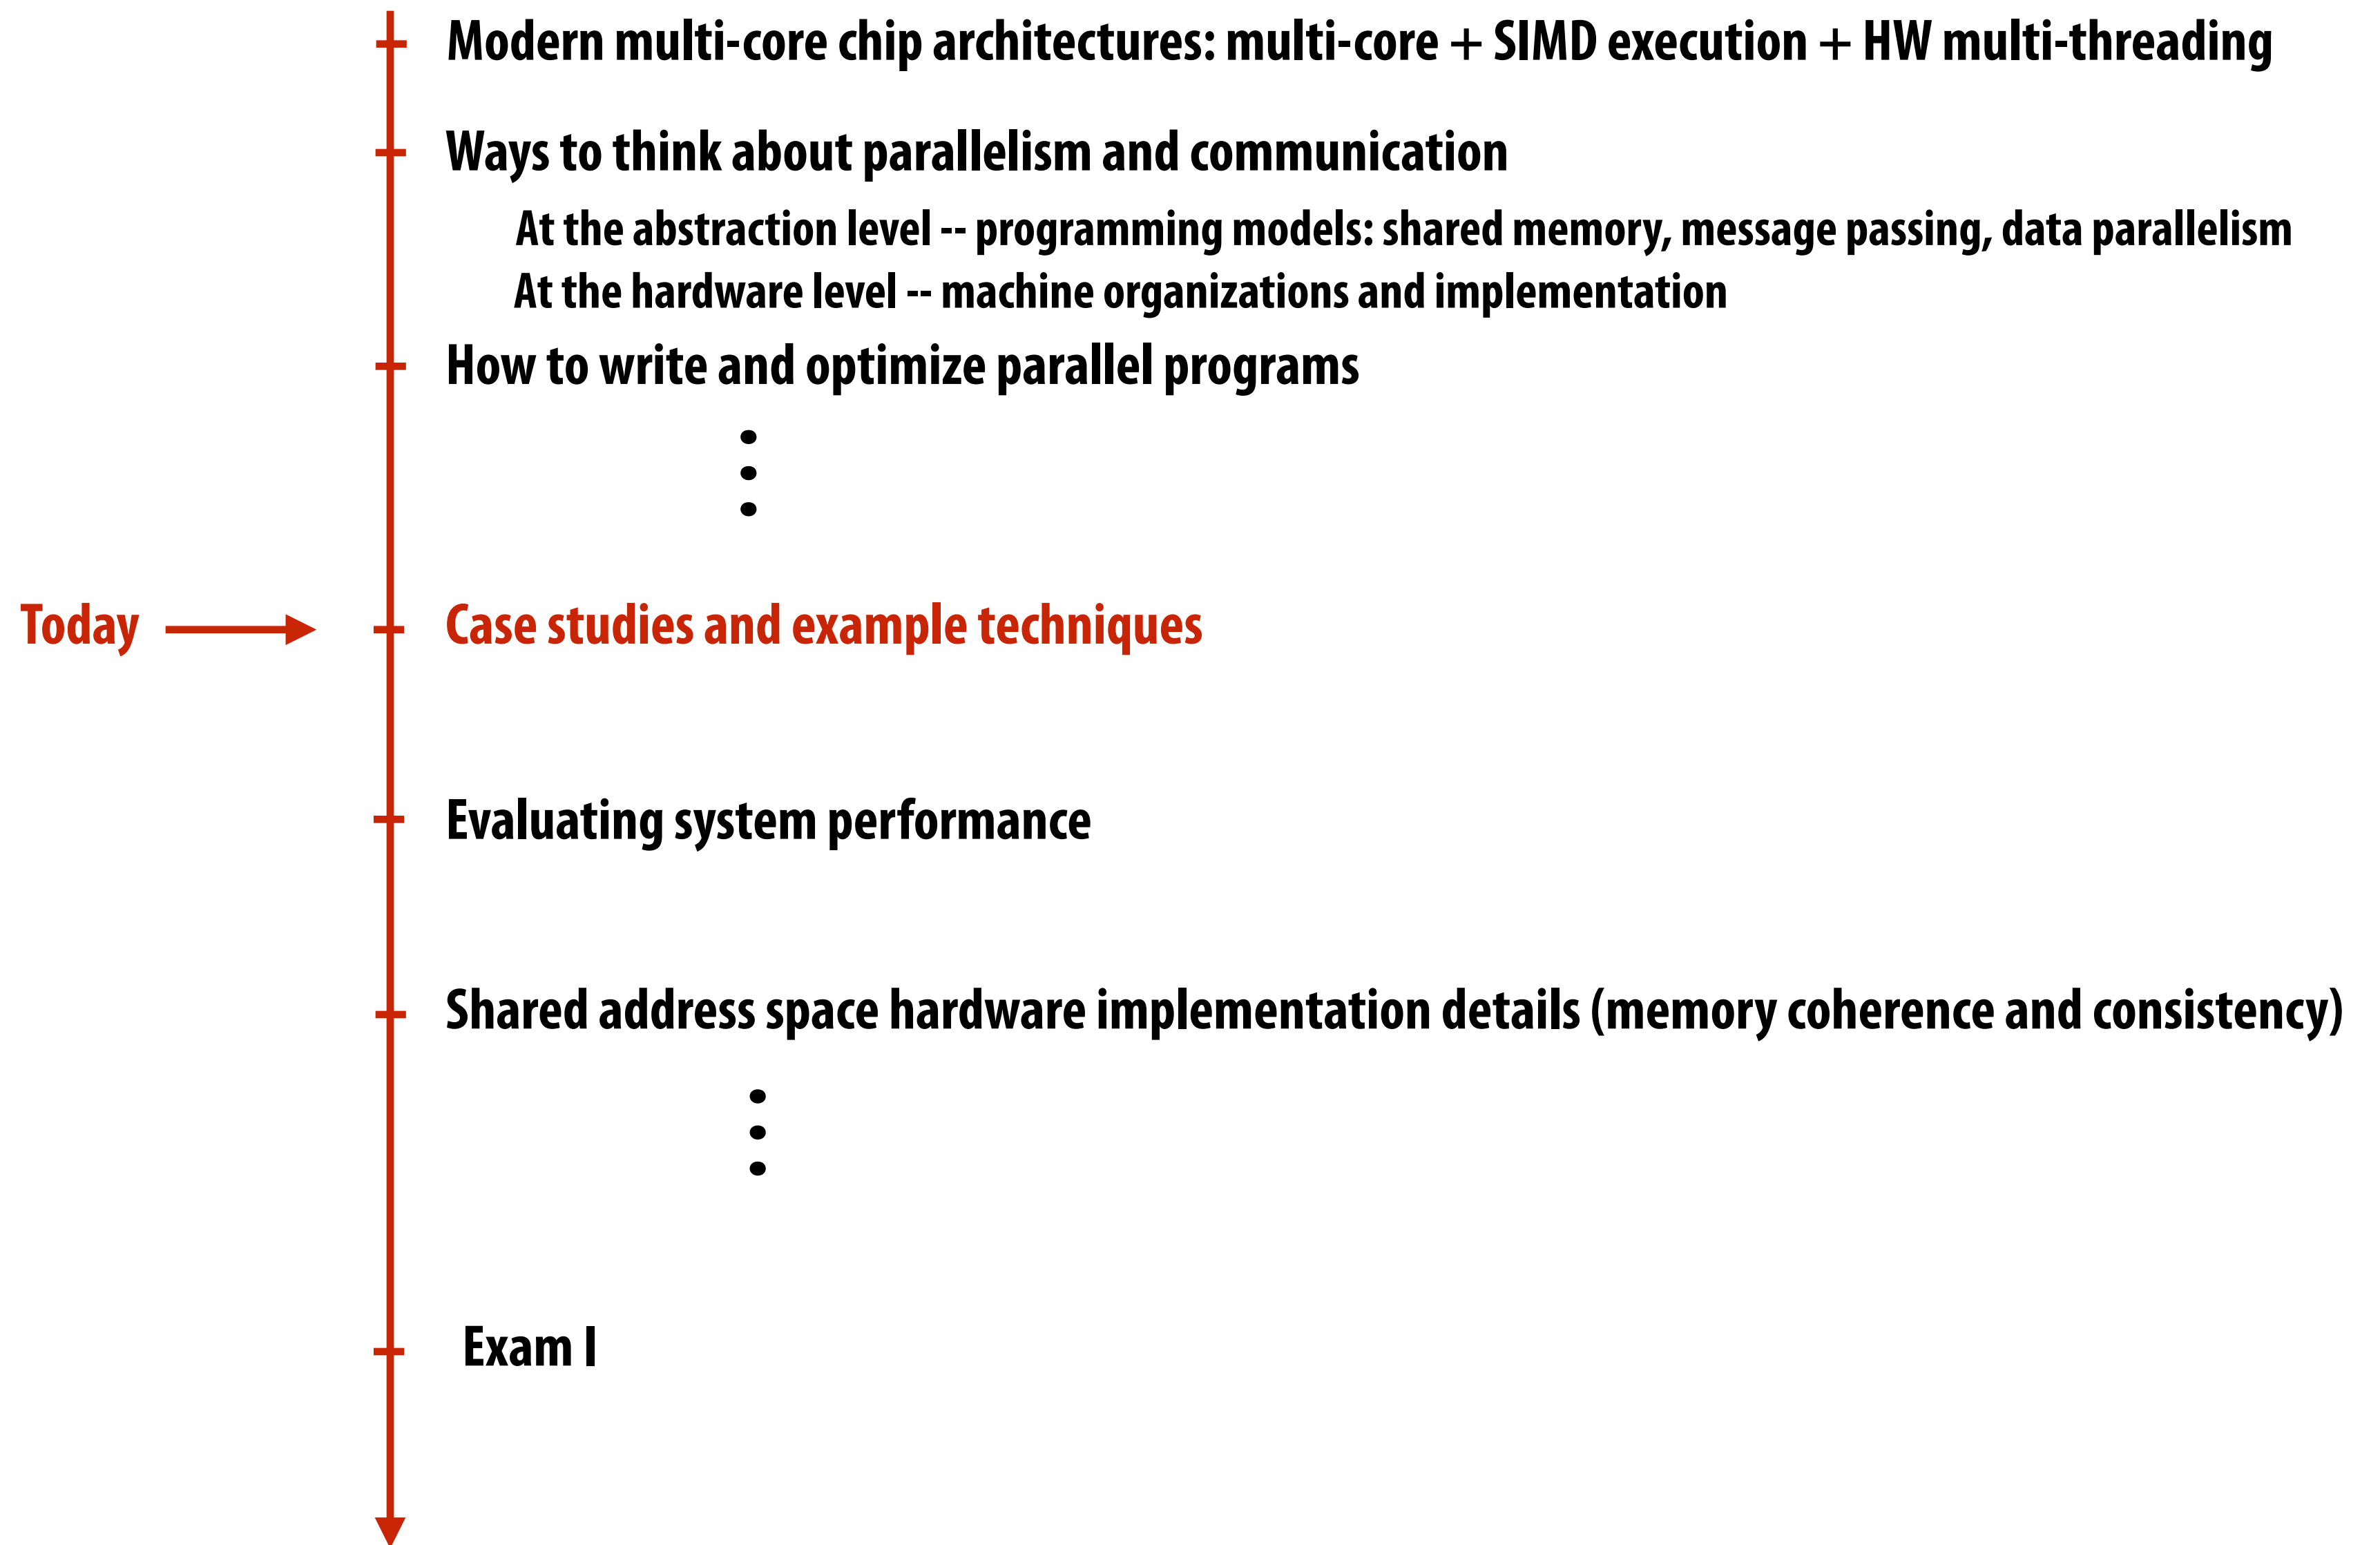 Modern multi-core chip architectures: multi-core + SIMD execution + HW multi-threading
Ways to think about parallelism and communication
At the abstraction level -- programming models: shared memory, message passing, data parallelism
At the hardware level -- machine organizations and implementation
How to write and optimize parallel programs
Today
Case studies and example techniques
Evaluating system performance
Shared address space hardware implementation details (memory coherence and consistency)
Exam I